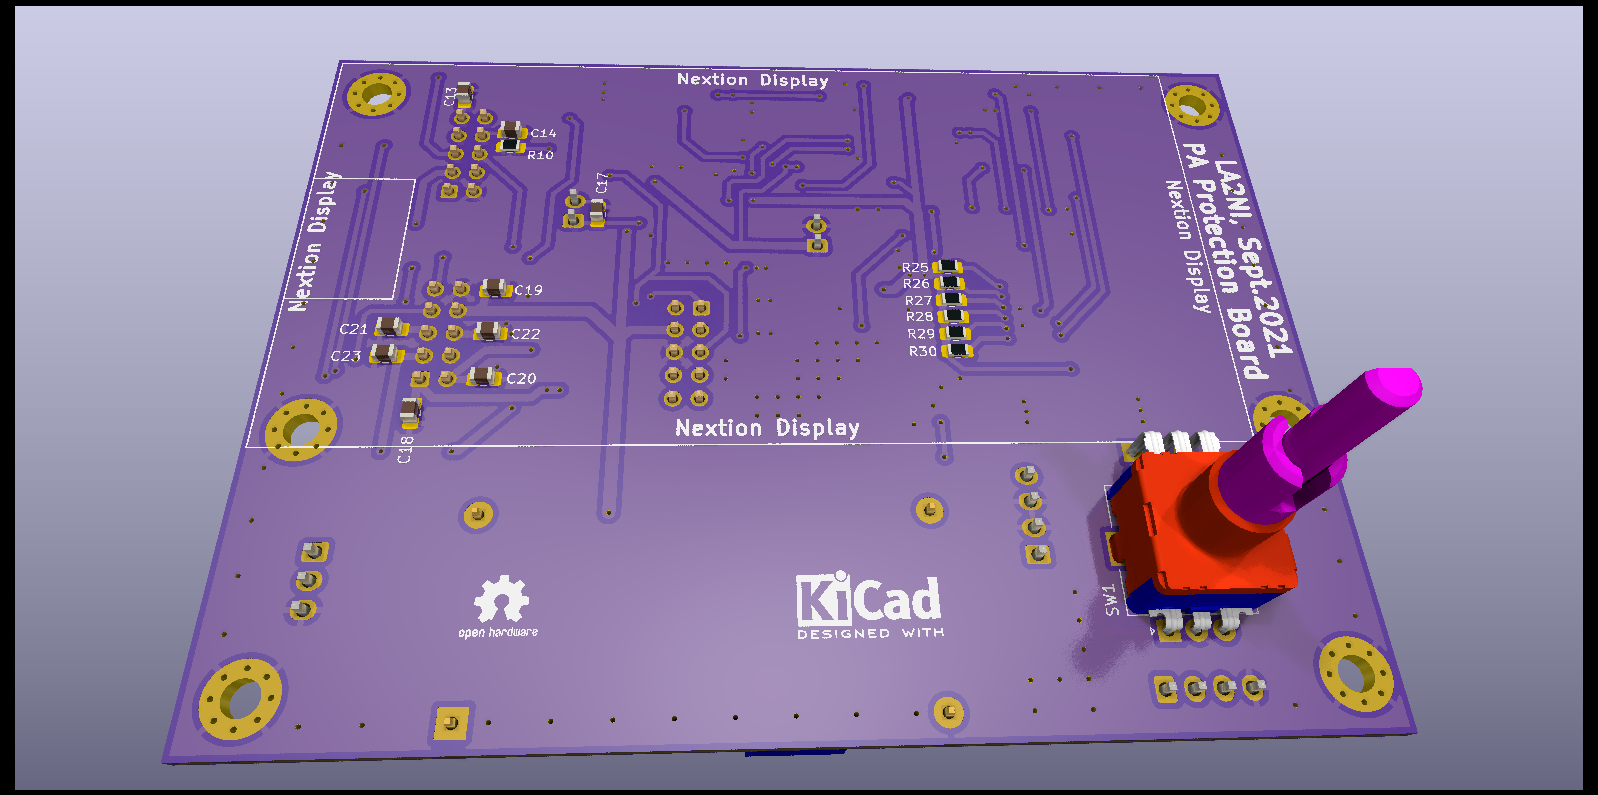 Nextion Display
C13
C14
R10
C17
Nextion Display
LA2NI, Sept.2021
PA Protection Board
Nextion Display
R25
R26
R27
R28
R29
R30
C19
C21
C22
C23
C20
C18
Nextion Display
SW1
open hardware
KiCad
DESIGNED WITH